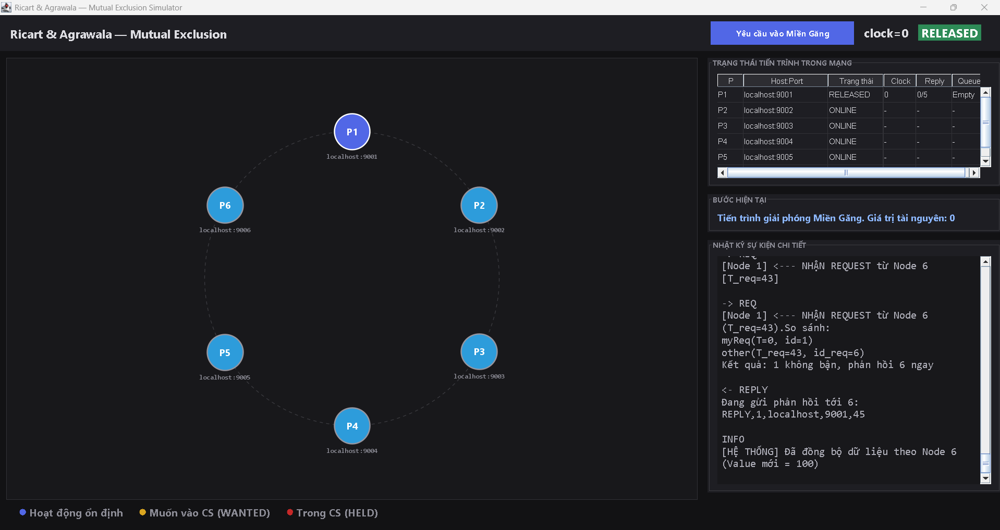 Ricart & Agrawala — Mutual Exclusion Simulator
Ricart & Agrawala — Mutual Exclusion
Yêu cầu vào Miền Găng
clock=0
RELEASED
P1
localhost:9001
P6
localhost:9006
P2
localhost:9002
P5
localhost:9005
P3
localhost:9003
P4
localhost:9004
Hoạt động ổn định
Muốn vào CS (WANTED)
Trong CS (HELD)
TRẠNG THÁI TIẾN TRÌNH TRONG MẠNG
P Host:Port Trạng thái Clock Reply Queue
P1 localhost:9001 RELEASED 0 0/5 Empty
P2 localhost:9002 ONLINE - - -
P3 localhost:9003 ONLINE - - -
P4 localhost:9004 ONLINE - - -
P5 localhost:9005 ONLINE - - -
BƯỚC HIỆN TẠI
Tiến trình giải phóng Miền Găng. Giá trị tài nguyên: 0
NHẬT KÝ SỰ KIỆN CHI TIẾT
-> REQ
[Node 1] <--- NHẬN REQUEST từ Node 6
[T_req=43]
-> REQ
[Node 1] <--- NHẬN REQUEST từ Node 6
(T_req=43).So sánh:
myReq(T=0, id=1)
other(T_req=43, id_req=6)
Kết quả: 1 không bận, phản hồi 6 ngay
<- REPLY
Đang gửi phản hồi tới 6:
REPLY,1,localhost,9001,45
INFO
[HỆ THỐNG] Đã đồng bộ dữ liệu theo Node 6
(Value mới = 100)